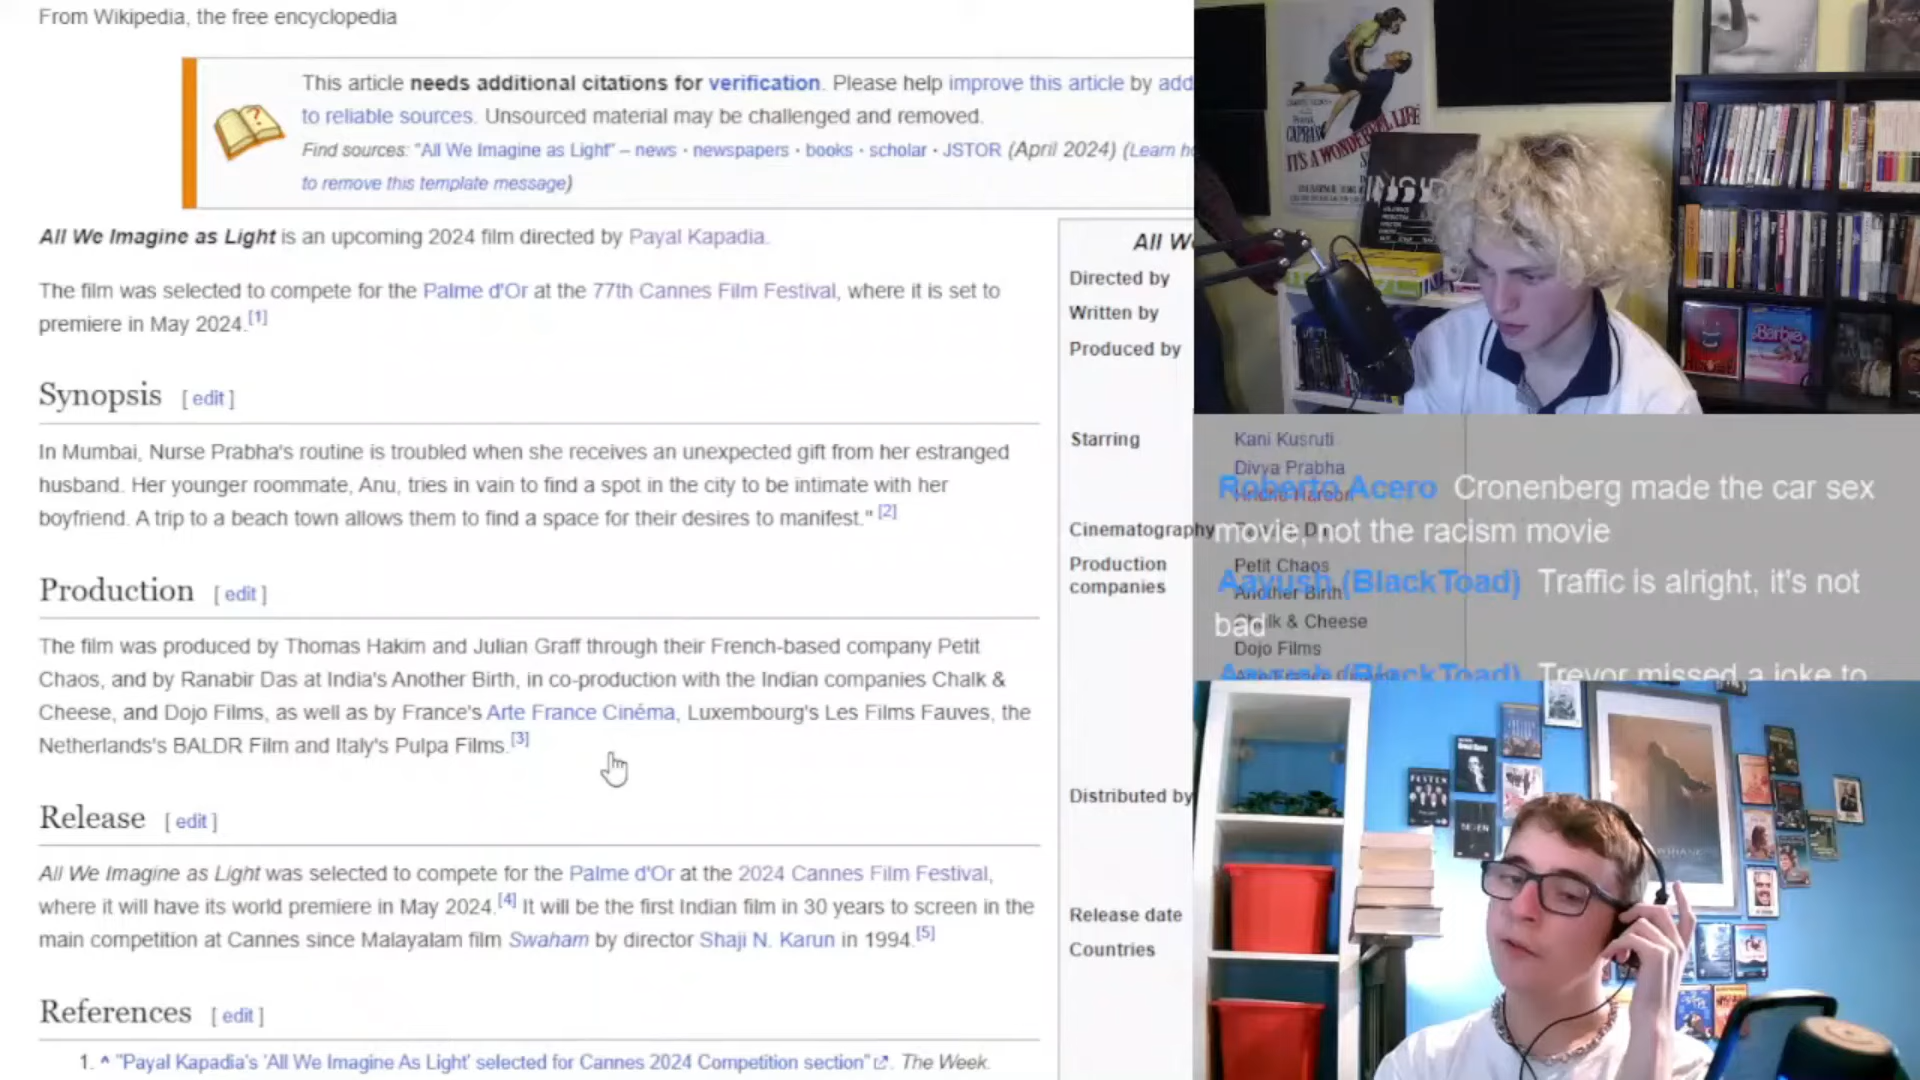 From Wikipedia, the free encyclopedia
This article needs additional citations for verification. Please help improve this article by add
to reliable sources. Unsourced material may be challenged and removed.
Find sources: "All We Imagine as Light" – news · newspapers · books · scholar · JSTOR (April 2024) (Learn
to remove this template message)
All We Imagine as Light is an upcoming 2024 film directed by Payal Kapadia.
The film was selected to compete for the Palme d'Or at the 77th Cannes Film Festival, where it is set to
premiere in May 2024.[1]
Synopsis [ edit ]
In Mumbai, Nurse Prabha's routine is troubled when she receives an unexpected gift from her estranged
husband. Her younger roommate, Anu, tries in vain to find a spot in the city to be intimate with her
boyfriend. A trip to a beach town allows them to find a space for their desires to manifest." [2]
Production [ edit ]
The film was produced by Thomas Hakim and Julian Graff through their French-based company Petit
Chaos, and by Ranabir Das at India's Another Birth, in co-production with the Indian companies Chalk &
Cheese, and Dojo Films, as well as by France's Arte France Cinéma, Luxembourg's Les Films Fauves, the
Netherlands's BALDR Film and Italy's Pulpa Films.[3]
Release [ edit ]
All We Imagine as Light was selected to compete for the Palme d'Or at the 2024 Cannes Film Festival,
where it will have its world premiere in May 2024.[4] It will be the first Indian film in 30 years to screen in the
main competition at Cannes since Malayalam film Swaham by director Shaji N. Karun in 1994.[5]
References [ edit ]
1. ^ "Payal Kapadia's 'All We Imagine As Light' selected for Cannes 2024 Competition section". The Week.
All W
Directed by
Written by
Produced by
Starring
Kani Kusruti
Divya Prabha
Cinematography
Production
companies
Petit Chaos
Another Birth
Chalk & Cheese
Dojo Films
Distributed by
Release date
Countries
Roberto Acero Cronenberg made the car sex
movie, not the racism movie
Aayush (BlackToad) Traffic is alright, it's not
bad
Aayush (BlackToad) Trevor missed a joke to
CAPRA'S
IT'S A WONDERFUL LIFE
INSID
Barbie
FESTEN
SE7EN